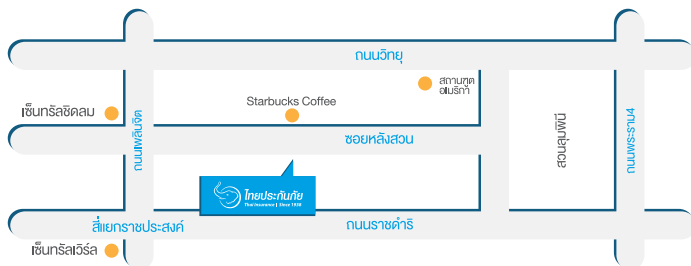 ถนนวิทยุ
สถานฑูต
อเมริกา
Starbucks Coffee
เซ็นทรัลชิดลม
ถนนเพลินจิต
ซอยหลังสวน
สวนลุมพินี
ถนนพระราม4
ไทยประกันภัย
Thai Insurance | Since 1938
สี่แยกราชประสงค์
ถนนราชดำริ
เซ็นทรัลเวิร์ล